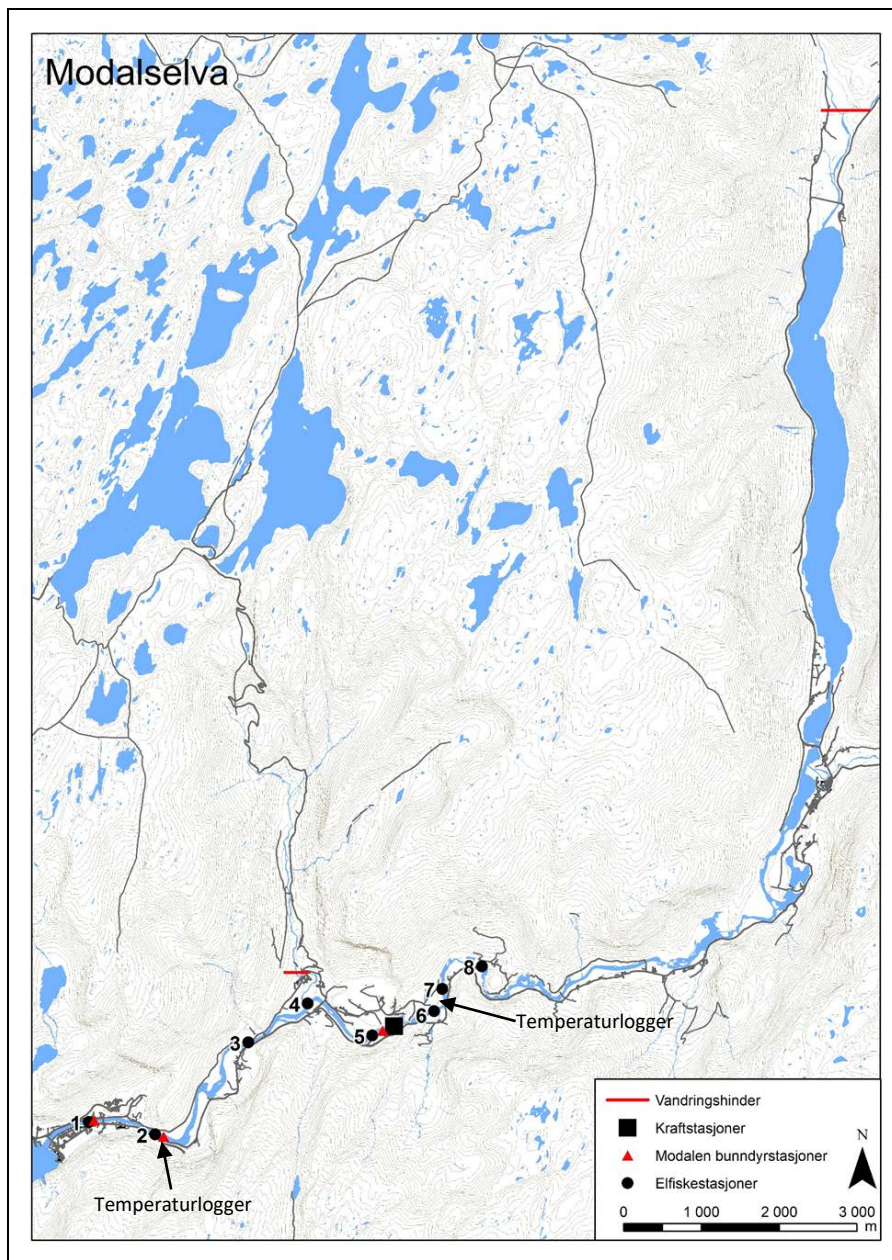 Modalselva
8
7
6
Temperaturlogger
4
5
3
1
2
Temperaturlogger
Vandringshinder
Kraftstasjoner
Modalen bunndyrstasjoner
Elfiskestasjoner
N
0 1 000 2 000 3 000
m